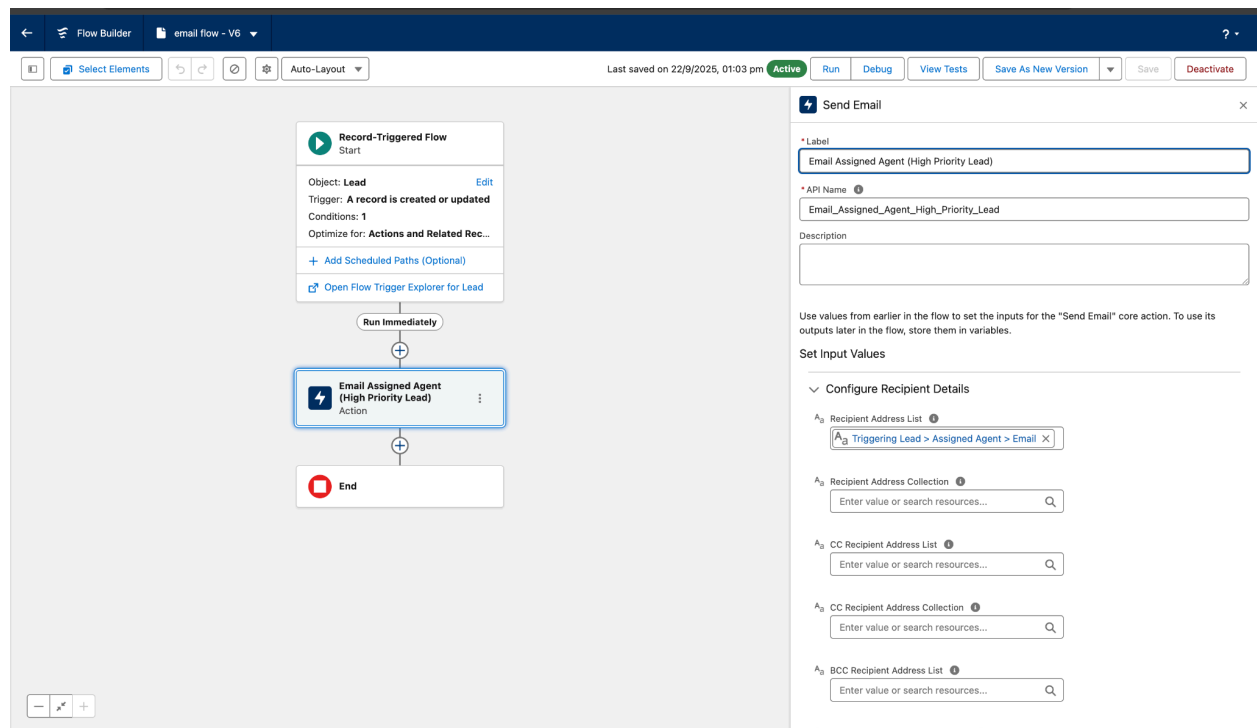 Flow Builder
email flow - V6
?
Select Elements
Auto-Layout
Last saved on 22/9/2025, 01:03 pm
Active
Run
Debug
View Tests
Save As New Version
Save
Deactivate
Record-Triggered Flow
Start
Object: Lead
Edit
Trigger: A record is created or updated
Conditions: 1
Optimize for: Actions and Related Rec...
+ Add Scheduled Paths (Optional)
Open Flow Trigger Explorer for Lead
Run Immediately
Email Assigned Agent
(High Priority Lead)
Action
End
Send Email
* Label
Email Assigned Agent (High Priority Lead)
* API Name
Email_Assigned_Agent_High_Priority_Lead
Description
Use values from earlier in the flow to set the inputs for the "Send Email" core action. To use its
outputs later in the flow, store them in variables.
Set Input Values
Configure Recipient Details
Aa Recipient Address List
Aa Triggering Lead > Assigned Agent > Email
Aa Recipient Address Collection
Enter value or search resources...
Aa CC Recipient Address List
Enter value or search resources...
Aa CC Recipient Address Collection
Enter value or search resources...
Aa BCC Recipient Address List
Enter value or search resources...